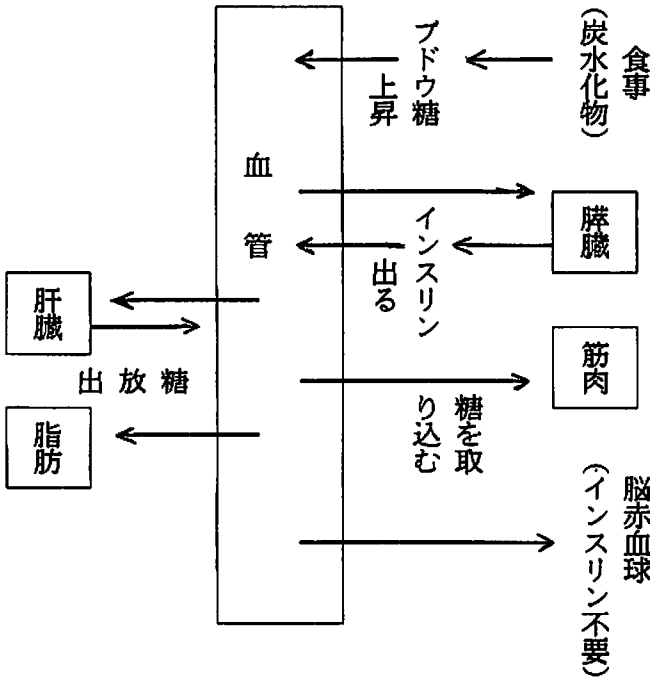 食事
(炭水化物)
ブドウ糖
上昇
血管
膵臓
インスリン
出る
肝臓
糖放出
筋肉
糖を取
り込む
脂肪
脳赤血球
(インスリン不要)